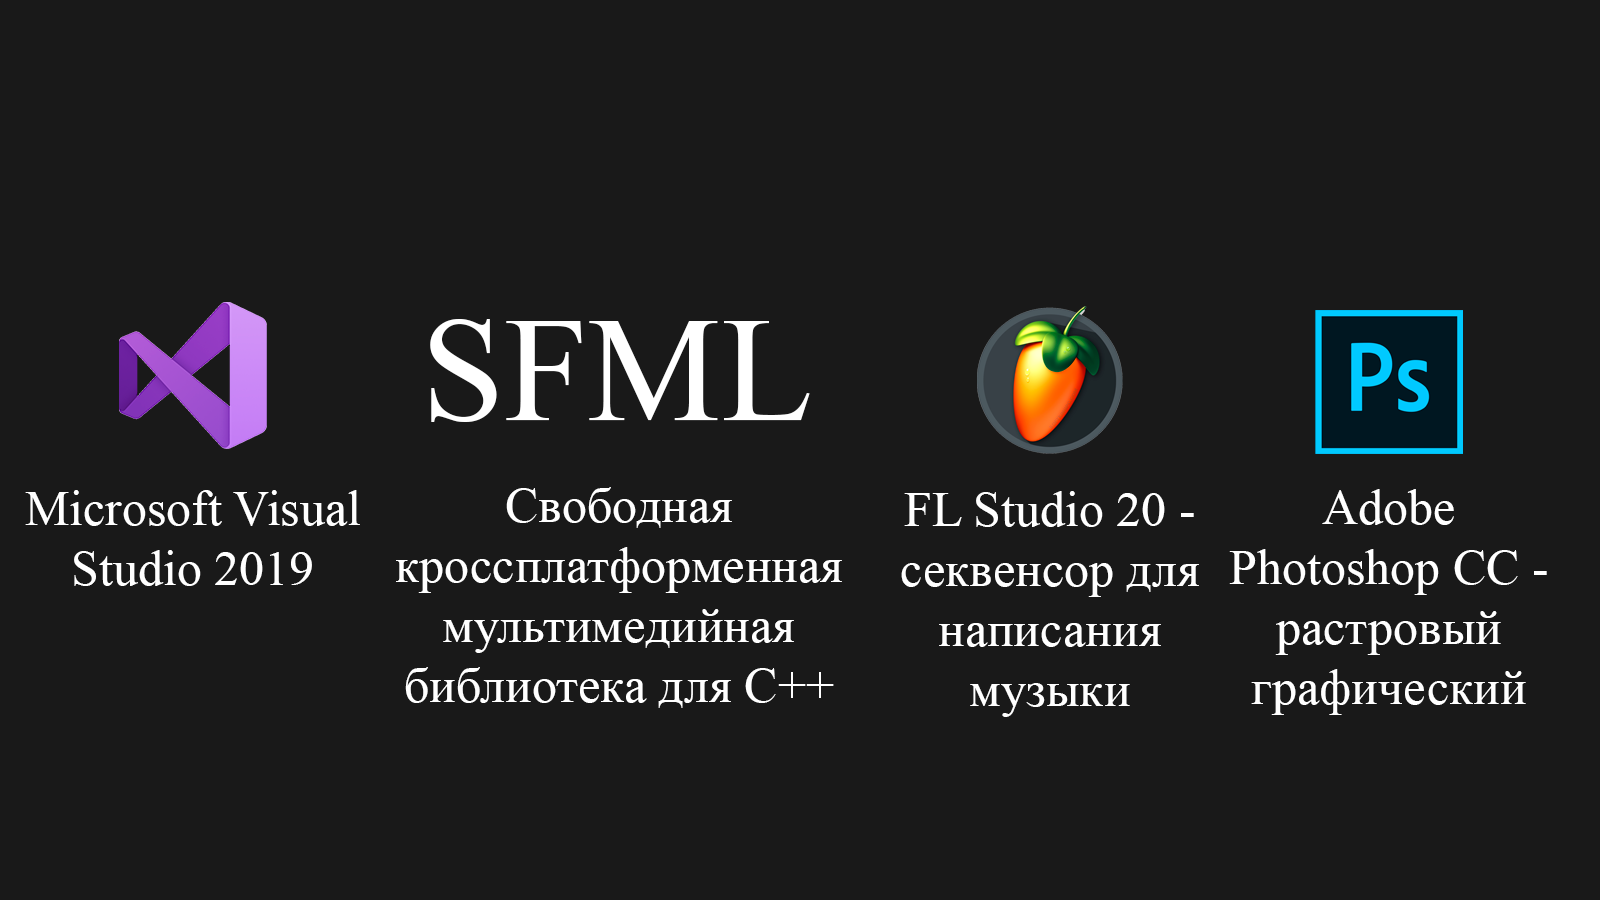 SFML
Ps
Microsoft Visual
Studio 2019
Свободная
кроссплатформенная
мультимедийная
библиотека для C++
FL Studio 20 -
секвенсор для
написания
музыки
Adobe
Photoshop CC -
растровый
графический